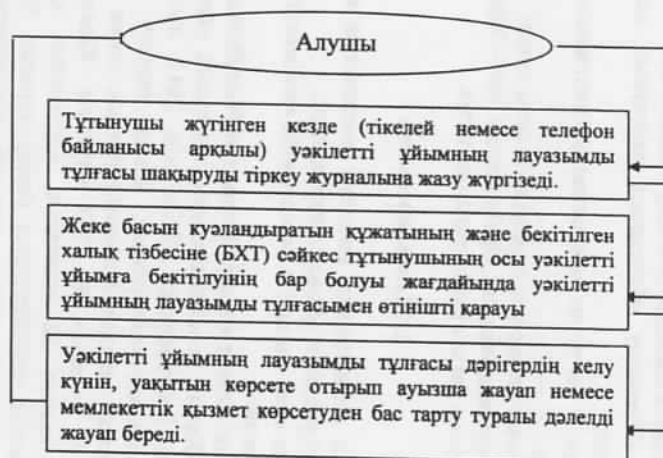 Алушы
Тұтынушы жүгінген кезде (тікелей немесе телефон
байланысы арқылы) уәкілетті ұйымның лауазымды
тұлғасы шақыруды тіркеу журналына жазу жүргізеді.
Жеке басын куәландыратын құжатының және бекітілген
халық тізбесіне (БХТ) сәйкес тұтынушының осы уәкілетті
ұйымға бекітілуінің бар болуы жағдайында уәкілетті
ұйымның лауазымды тұлғасымен өтінішті қарауы
Уәкілетті ұйымның лауазымды тұлғасы дәрігердің келу
күнін, уақытын көрсете отырып ауызша жауап немесе
мемлекеттік қызмет көрсетуден бас тарту туралы дәлелді
жауап береді.